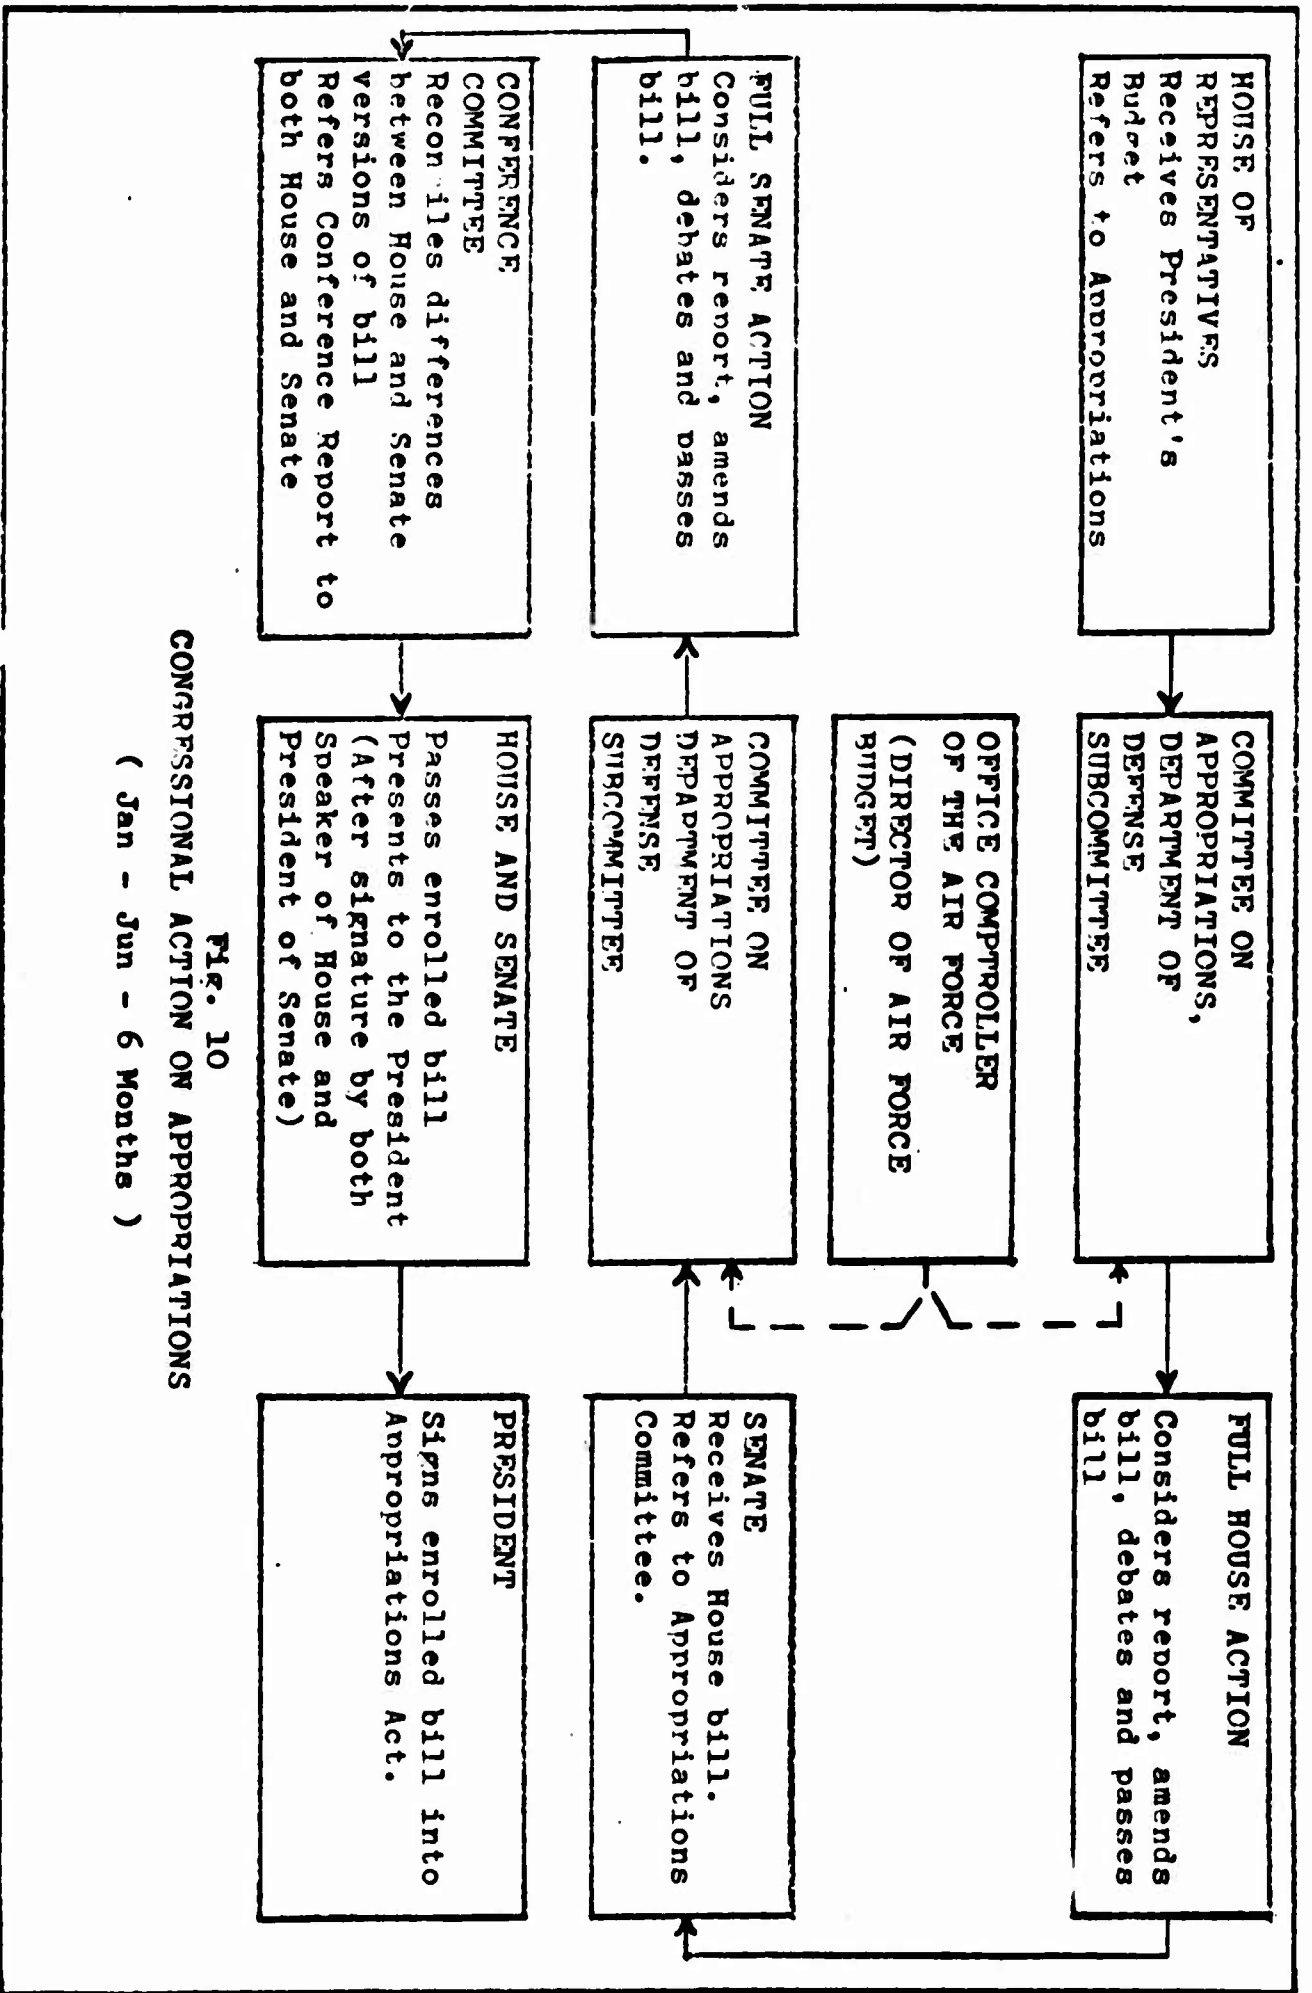 HOUSE OF
REPRESENTATIVES
Receives President's
Budget
Refers to Appropriations
COMMITTEE ON
APPROPRIATIONS,
DEPARTMENT OF
DEFENSE
SUBCOMMITTEE
FULL HOUSE ACTION
Considers report, amends
bill, debates and passes
bill
OFFICE COMPTROLLER
OF THE AIR FORCE
(DIRECTOR OF AIR FORCE
BUDGET)
FULL SENATE ACTION
Considers report, amends
bill, debates and passes
bill.
COMMITTEE ON
APPROPRIATIONS
DEPARTMENT OF
DEFENSE
SUBCOMMITTEE
SENATE
Receives House bill.
Refers to Appropriations
Committee.
CONFERENCE
COMMITTEE
Recon iles differences
between House and Senate
versions of bill
Refers Conference Report to
both House and Senate
HOUSE AND SENATE
Passes enrolled bill
Presents to the President
(After signature by both
Speaker of House and
President of Senate)
PRESIDENT
Signs enrolled bill into
Appropriations Act.
Fig. 10
CONGRESSIONAL ACTION ON APPROPRIATIONS
( Jan - Jun - 6 Months )